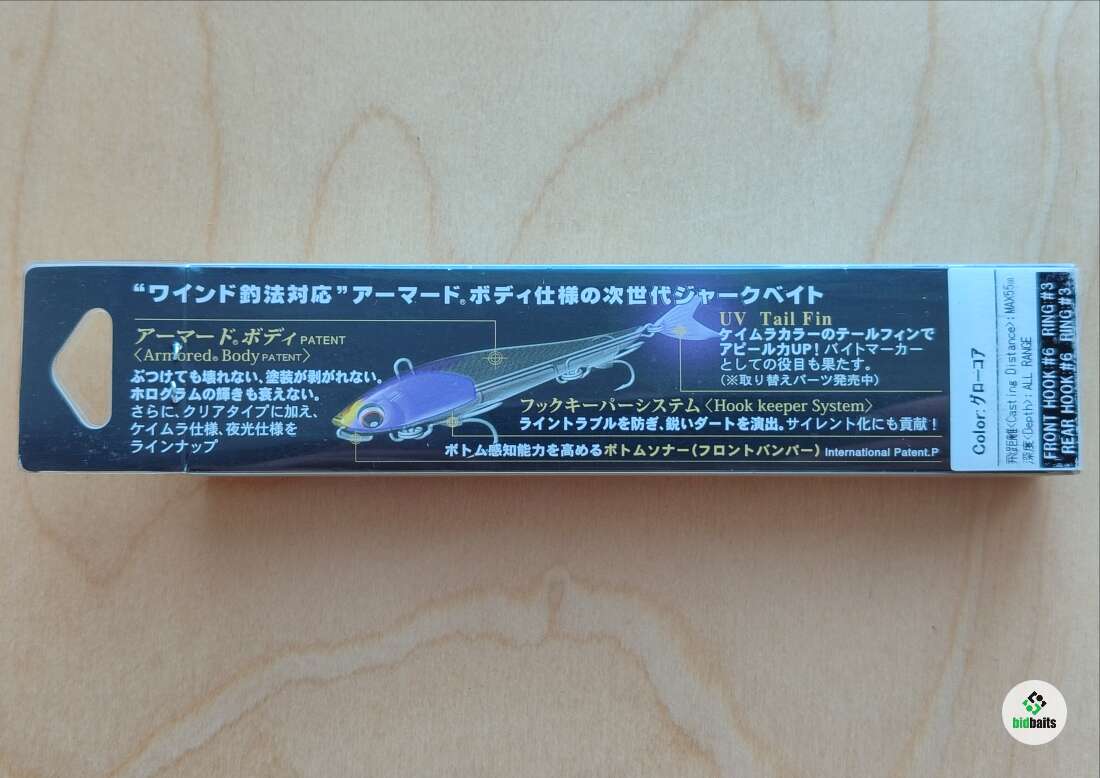 “ワインド釣法対応”アーマード®ボディ仕様の次世代ジャークベイト
アーマード®ボディ PATENT
〈Armored® Body PATENT〉
ぶつけても壊れない、塗装が剥がれない。
ホログラムの輝きも衰えない。
さらに、クリアタイプに加え、
ケイムラ仕様、夜光仕様を
ラインナップ
UV Tail Fin
ケイムラカラーのテールフィンで
アピール力UP!バイトマーカー
としての役目も果たす。
(※取り替えパーツ発売中)
フックキーパーシステム〈Hook keeper System〉
ライントラブルを防ぎ、鋭いダートを演出。サイレント化にも貢献!
ボトム感知能力を高めるボトムソナー(フロントバンパー) International Patent.P
Color: グローコア
飛距離<Casting Distance>: MAX55m
深度<Depth>: ALL RANGE
FRONT HOOK #6 RING #3
REAR HOOK #6 RING #3
bidbaits